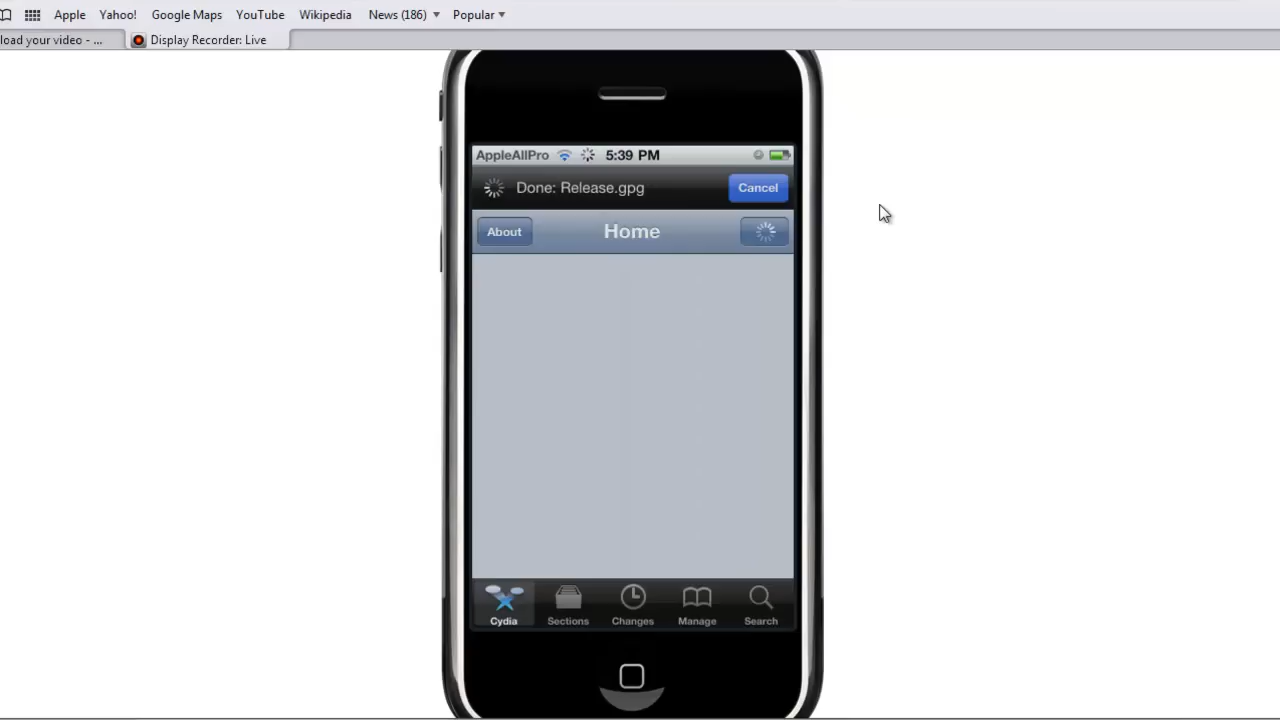 Apple Yahoo! Google Maps YouTube Wikipedia News (186) Popular
load your video - ... Display Recorder: Live
AppleAllPro 5:39 PM
Done: Release.gpg Cancel
About Home
Cydia Sections Changes Manage Search